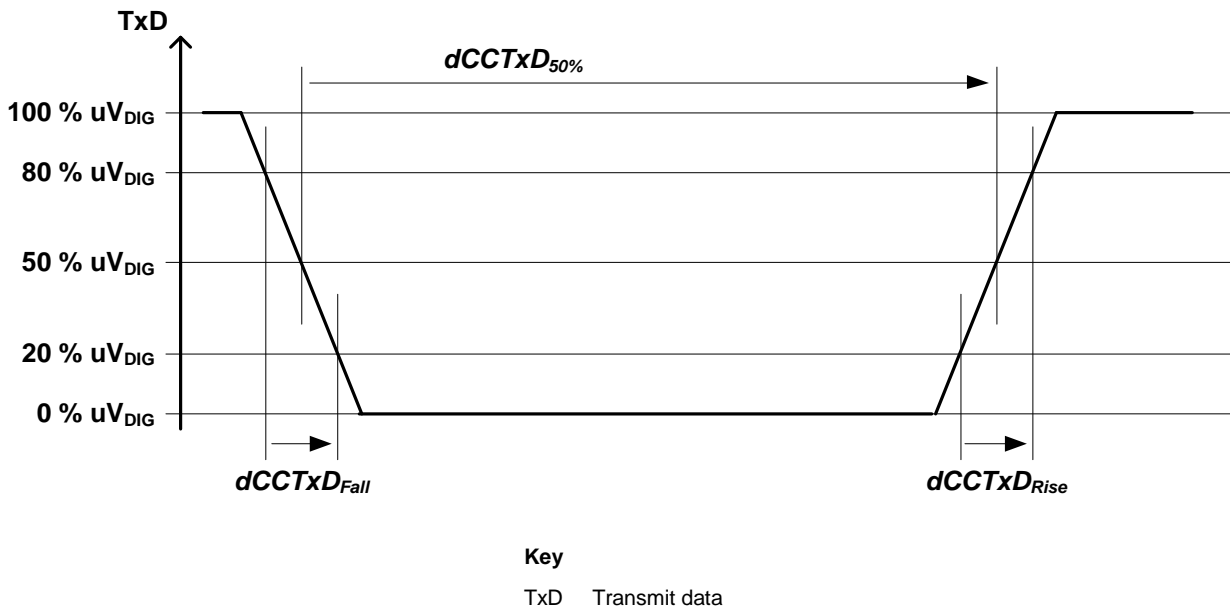 TxD
dCCTxD50%
100 % uVDIG
80 % uVDIG
50 % uVDIG
20 % uVDIG
0 % uVDIG
dCCTxDFall
dCCTxDRise
Key
TxD Transmit data